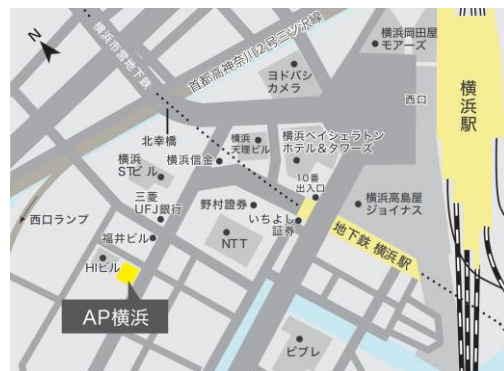 N
横浜市営地下鉄
首都高神奈川2号三ツ沢線
横浜岡田屋
モアーズ
ヨドバシ
カメラ
西口
横浜駅
北幸橋
横浜
STビル
横浜信金
横浜
天理ビル
横浜ベイシェラトン
ホテル&タワーズ
10番
出入口
三菱
UFJ銀行
野村證券
いちよし
証券
横浜高島屋
ジョイナス
西口ランプ
福井ビル
NTT
地下鉄 横浜駅
HIビル
AP横浜
ビブレ